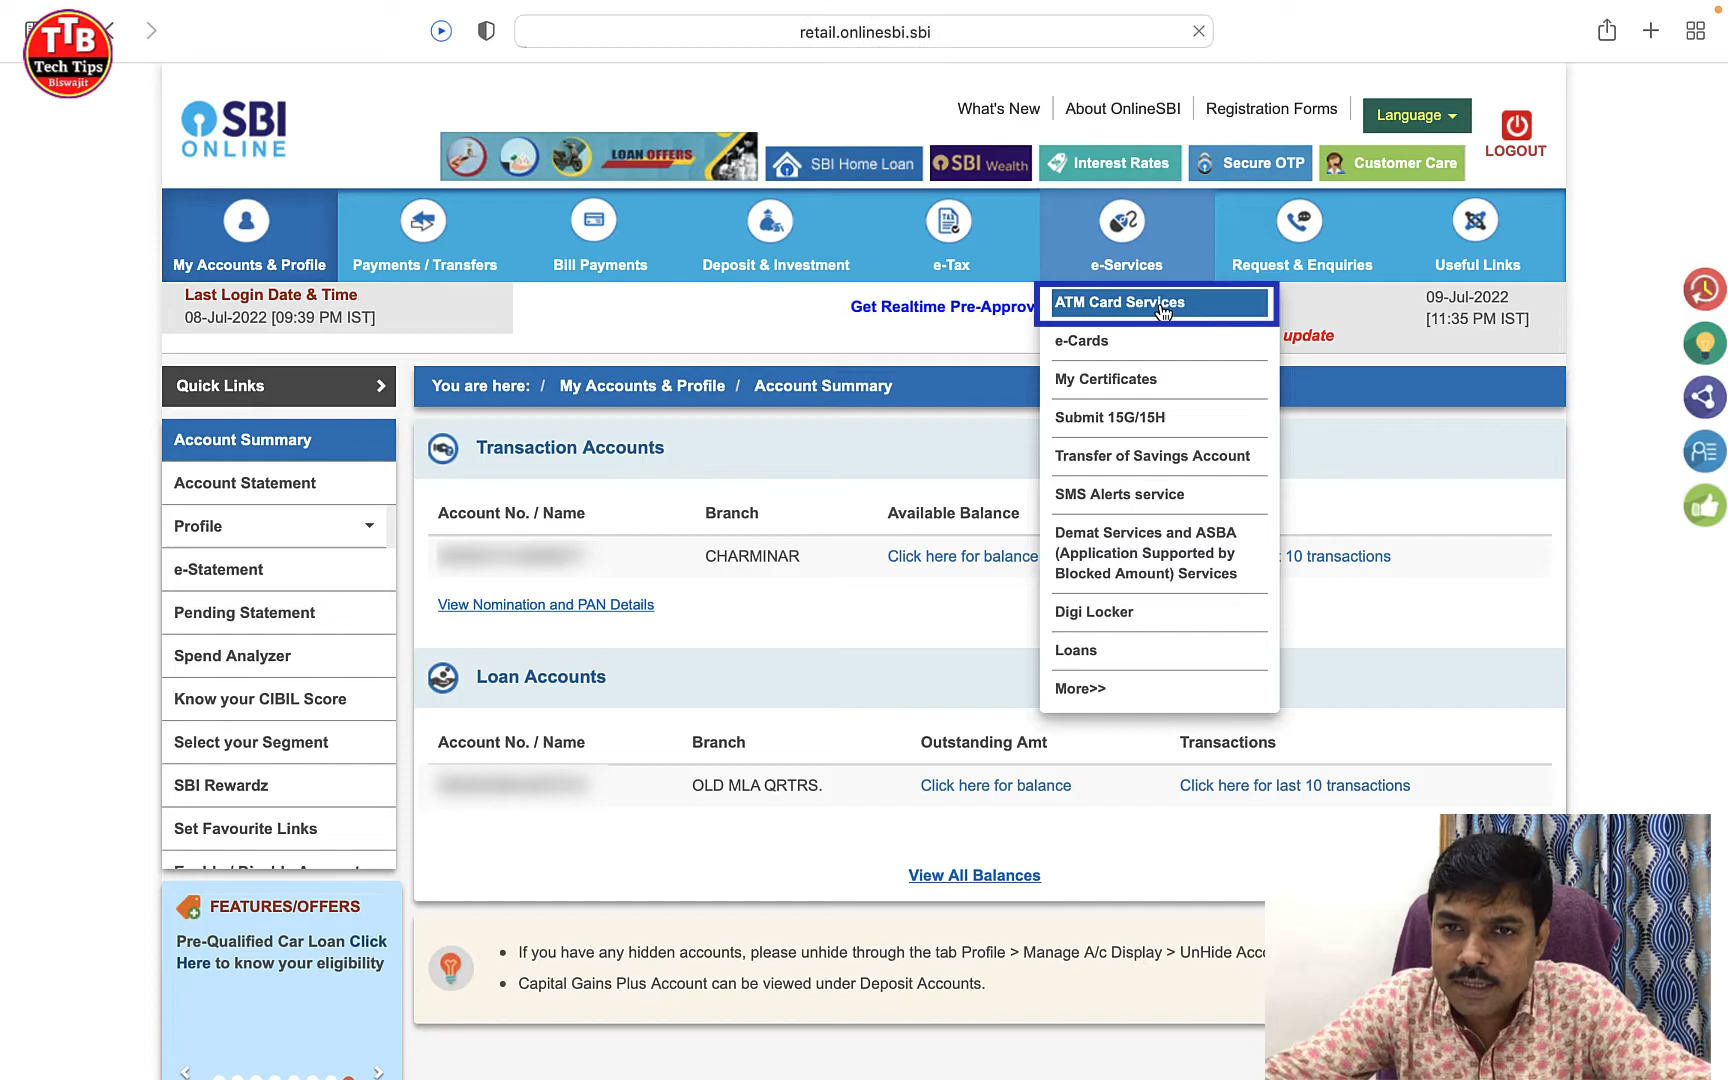 TTB
Tech Tips
Biswajit
retail.onlinesbi.sbi
SBI
ONLINE
What's New
About OnlineSBI
Registration Forms
Language
LOGOUT
LOAN OFFERS
SBI Home Loan
SBI Wealth
Interest Rates
Secure OTP
Customer Care
My Accounts & Profile
Payments / Transfers
Bill Payments
Deposit & Investment
TAX
e-Tax
e-Services
Request & Enquiries
Useful Links
Last Login Date & Time
08-Jul-2022 [09:39 PM IST]
Get Realtime Pre-Approv
update
09-Jul-2022
[11:35 PM IST]
ATM Card Services
e-Cards
My Certificates
Submit 15G/15H
Transfer of Savings Account
SMS Alerts service
Demat Services and ASBA
(Application Supported by
Blocked Amount) Services
Digi Locker
Loans
More>>
Quick Links
Account Summary
Account Statement
Profile
e-Statement
Pending Statement
Spend Analyzer
Know your CIBIL Score
Select your Segment
SBI Rewardz
Set Favourite Links
You are here: / My Accounts & Profile / Account Summary
Transaction Accounts
Account No. / Name Branch Available Balance
CHARMINAR Click here for balance 10 transactions
View Nomination and PAN Details
Loan Accounts
Account No. / Name Branch Outstanding Amt Transactions
OLD MLA QRTRS. Click here for balance Click here for last 10 transactions
View All Balances
FEATURES/OFFERS
Pre-Qualified Car Loan Click
Here to know your eligibility
If you have any hidden accounts, please unhide through the tab Profile > Manage A/c Display > UnHide Acc
Capital Gains Plus Account can be viewed under Deposit Accounts.